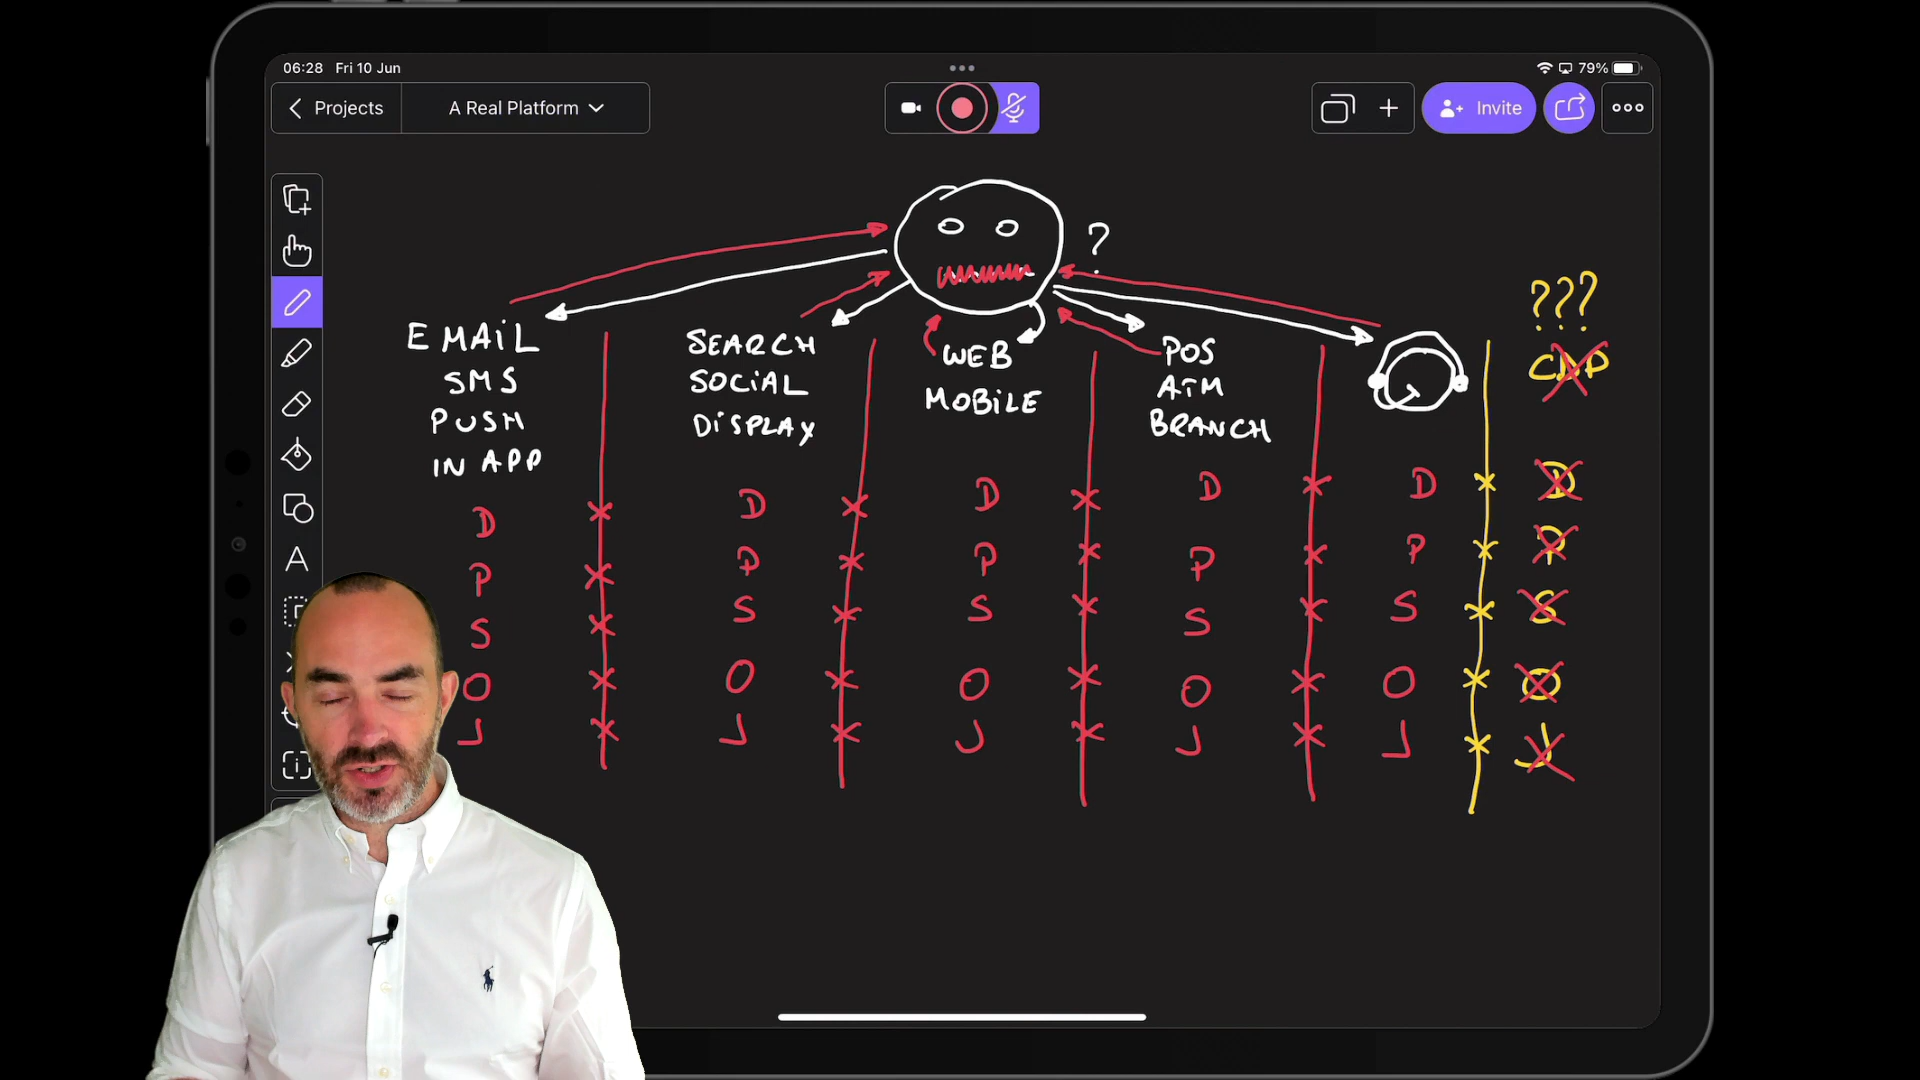 06:28 Fri 10 Jun
79%
Projects
A Real Platform
Invite
?
???
EMAiL
SMS
PUSH
IN APP
SEARCH
SOCiAL
DiSPLAY
WEB
MOBiLE
POS
ATM
BRANCH
CDP
D D D D D D
P P P P P P
S S S S S S
O O O O O O
J J J J J J